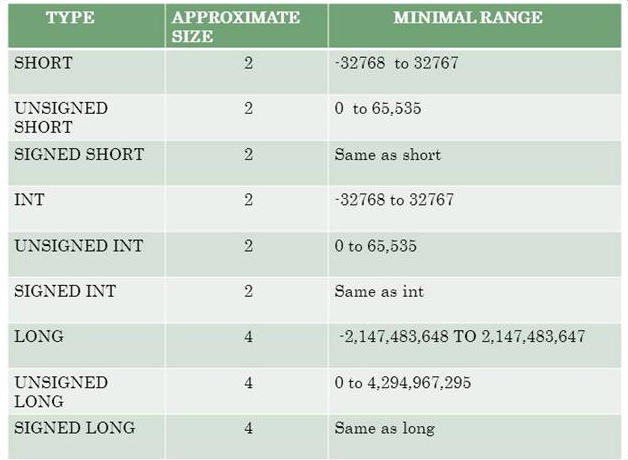 TYPE APPROXIMATE SIZE MINIMAL RANGE
SHORT 2 -32768 to 32767
UNSIGNED SHORT 2 0 to 65,535
SIGNED SHORT 2 Same as short
INT 2 -32768 to 32767
UNSIGNED INT 2 0 to 65,535
SIGNED INT 2 Same as int
LONG 4 -2,147,483,648 TO 2,147,483,647
UNSIGNED LONG 4 0 to 4,294,967,295
SIGNED LONG 4 Same as long